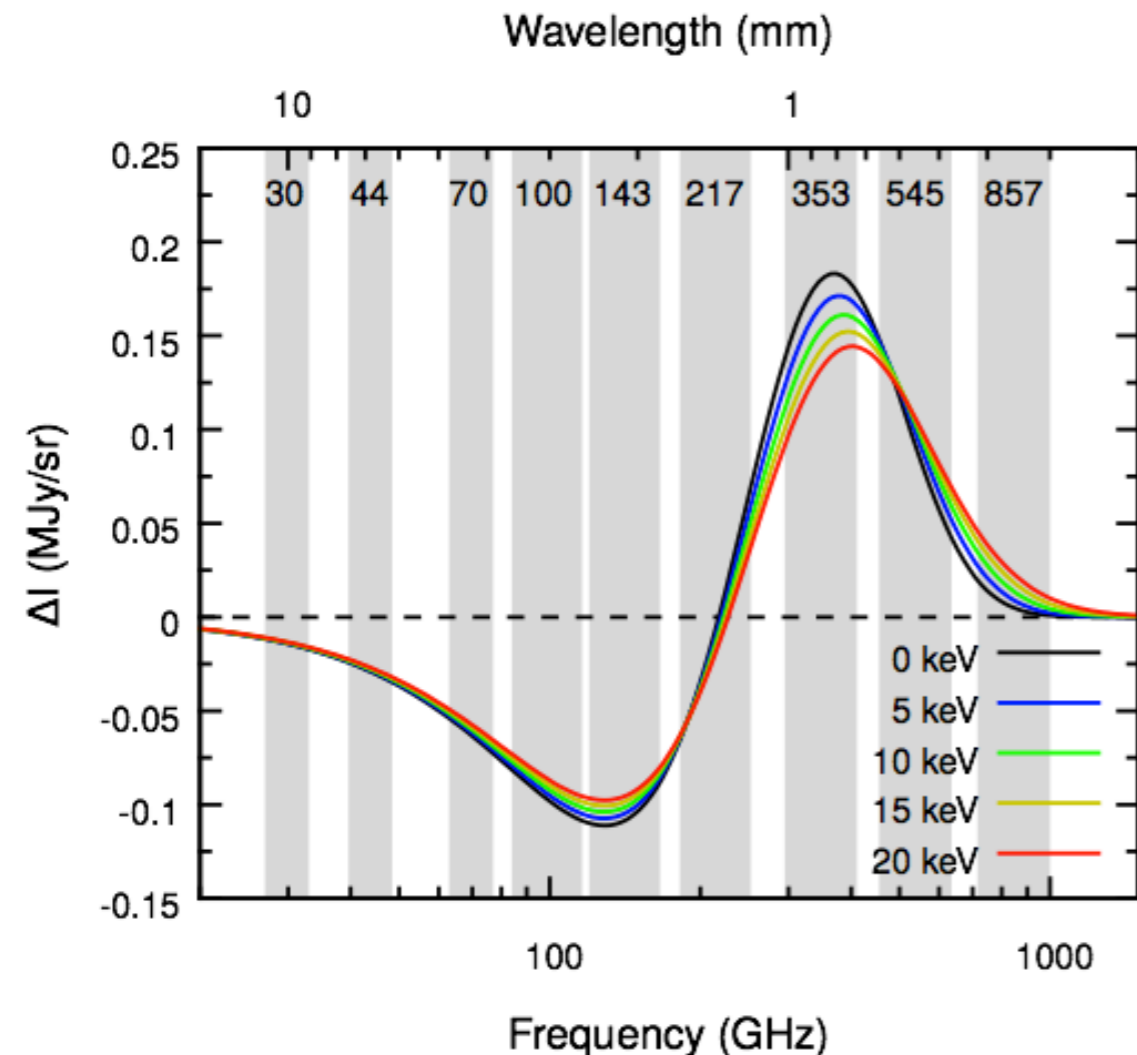 Wavelength (mm)
10 1
0.25
30 44 70 100 143 217 353 545 857
0.2
0.15
0.1
0.05
0
-0.05
-0.1
-0.15
ΔI (MJy/sr)
0 keV
5 keV
10 keV
15 keV
20 keV
100 1000
Frequency (GHz)